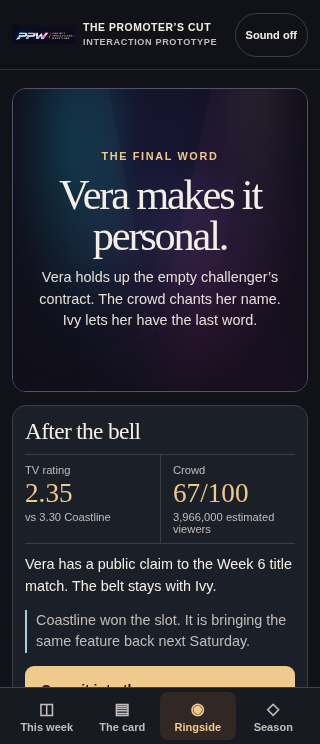 PPW
THE PROMOTER'S CUT
INTERACTION PROTOTYPE
Sound off
THE FINAL WORD
Vera makes it
personal.
Vera holds up the empty challenger's
contract. The crowd chants her name.
Ivy lets her have the last word.
After the bell
TV rating
2.35
vs 3.30 Coastline
Crowd
67/100
3,966,000 estimated
viewers
Vera has a public claim to the Week 6 title
match. The belt stays with Ivy.
Coastline won the slot. It is bringing the
same feature back next Saturday.
This week
The card
Ringside
Season